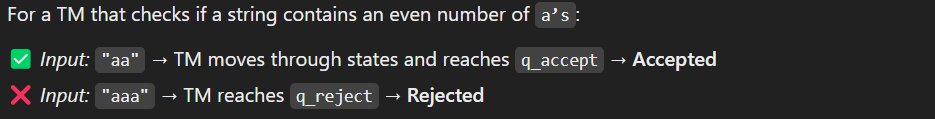 For a TM that checks if a string contains an even number of a’s:
✅ Input: "aa" → TM moves through states and reaches q_accept → Accepted
❌ Input: "aaa" → TM reaches q_reject → Rejected